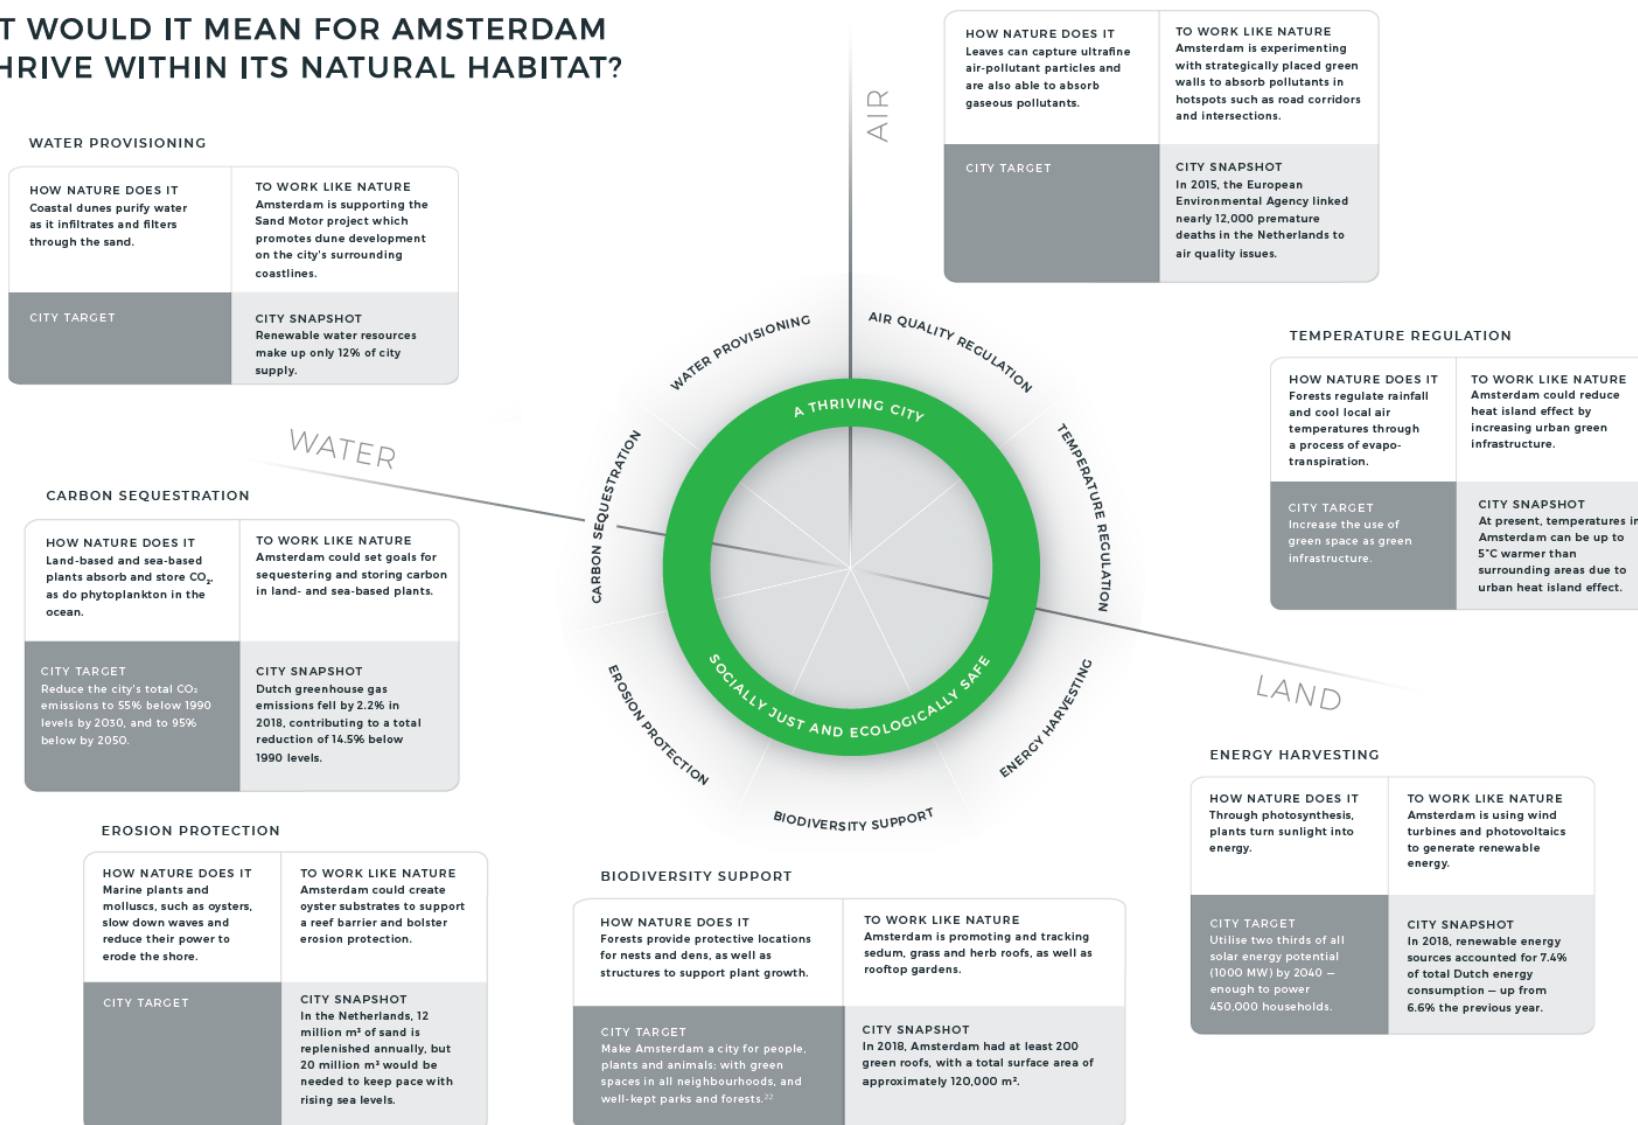 T WOULD IT MEAN FOR AMSTERDAM
HRIVE WITHIN ITS NATURAL HABITAT?
WATER PROVISIONING
HOW NATURE DOES IT
Coastal dunes purify water
as it infiltrates and filters
through the sand.
TO WORK LIKE NATURE
Amsterdam is supporting the
Sand Motor project which
promotes dune development
on the city's surrounding
coastlines.
CITY TARGET
CITY SNAPSHOT
Renewable water resources
make up only 12% of city
supply.
AIR
HOW NATURE DOES IT
Leaves can capture ultrafine
air-pollutant particles and
are also able to absorb
gaseous pollutants.
TO WORK LIKE NATURE
Amsterdam is experimenting
with strategically placed green
walls to absorb pollutants in
hotspots such as road corridors
and intersections.
CITY TARGET
CITY SNAPSHOT
In 2015, the European
Environmental Agency linked
nearly 12,000 premature
deaths in the Netherlands to
air quality issues.
TEMPERATURE REGULATION
HOW NATURE DOES IT
Forests regulate rainfall
and cool local air
temperatures through
a process of evapo-
transpiration.
TO WORK LIKE NATURE
Amsterdam could reduce
heat island effect by
increasing urban green
infrastructure.
CITY TARGET
Increase the use of
green space as green
infrastructure.
CITY SNAPSHOT
At present, temperatures in
Amsterdam can be up to
5°C warmer than
surrounding areas due to
urban heat island effect.
WATER
WATER PROVISIONING
AIR QUALITY REGULATION
TEMPERATURE REGULATION
ENERGY HARVESTING
BIODIVERSITY SUPPORT
EROSION PROTECTION
CARBON SEQUESTRATION
A THRIVING CITY
SOCIALLY JUST AND ECOLOGICALLY SAFE
LAND
CARBON SEQUESTRATION
HOW NATURE DOES IT
Land-based and sea-based
plants absorb and store CO₂,
as do phytoplankton in the
ocean.
TO WORK LIKE NATURE
Amsterdam could set goals for
sequestering and storing carbon
in land- and sea-based plants.
CITY TARGET
Reduce the city's total CO₂
emissions to 55% below 1990
levels by 2030, and to 95%
below by 2050.
CITY SNAPSHOT
Dutch greenhouse gas
emissions fell by 2.2% in
2018, contributing to a total
reduction of 14.5% below
1990 levels.
EROSION PROTECTION
HOW NATURE DOES IT
Marine plants and
molluscs, such as oysters,
slow down waves and
reduce their power to
erode the shore.
TO WORK LIKE NATURE
Amsterdam could create
oyster substrates to support
a reef barrier and bolster
erosion protection.
CITY TARGET
CITY SNAPSHOT
In the Netherlands, 12
million m³ of sand is
replenished annually, but
20 million m³ would be
needed to keep pace with
rising sea levels.
BIODIVERSITY SUPPORT
HOW NATURE DOES IT
Forests provide protective locations
for nests and dens, as well as
structures to support plant growth.
TO WORK LIKE NATURE
Amsterdam is promoting and tracking
sedum, grass and herb roofs, as well as
rooftop gardens.
CITY TARGET
Make Amsterdam a city for people,
plants and animals: with green
spaces in all neighbourhoods, and
well-kept parks and forests.²²
CITY SNAPSHOT
In 2018, Amsterdam had at least 200
green roofs, with a total surface area of
approximately 120,000 m².
ENERGY HARVESTING
HOW NATURE DOES IT
Through photosynthesis,
plants turn sunlight into
energy.
TO WORK LIKE NATURE
Amsterdam is using wind
turbines and photovoltaics
to generate renewable
energy.
CITY TARGET
Utilise two thirds of all
solar energy potential
(1000 MW) by 2040 —
enough to power
450,000 households.
CITY SNAPSHOT
In 2018, renewable energy
sources accounted for 7.4%
of total Dutch energy
consumption — up from
6.6% the previous year.